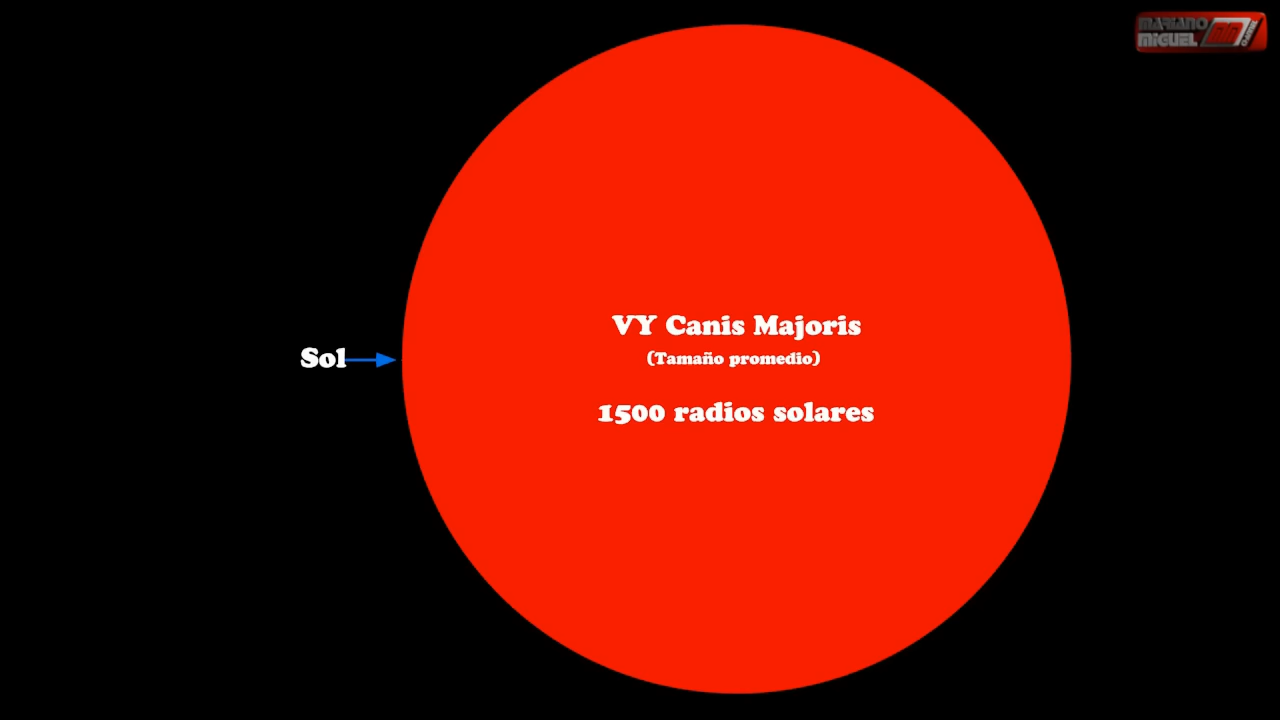 MARIANO
MIGUEL
Sol
VY Canis Majoris
(Tamaño promedio)
1500 radios solares